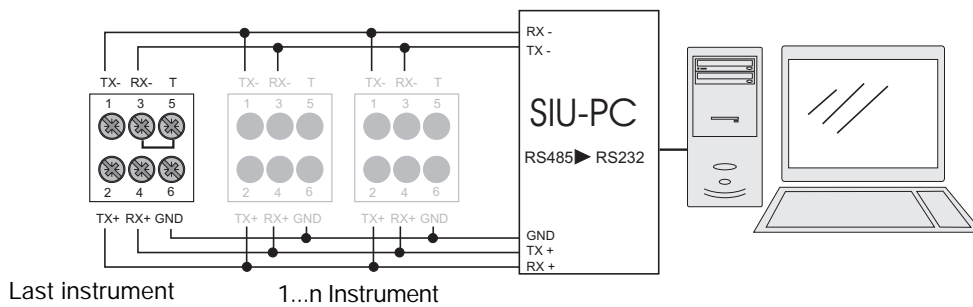 RX -
TX -
TX- RX- T
TX- RX- T
TX- RX- T
1 3 5
1 3 5
1 3 5
SIU-PC
RS485▶ RS232
2 4 6
2 4 6
2 4 6
TX+ RX+ GND
TX+ RX+ GND
TX+ RX+ GND
GND
TX +
RX +
Last instrument
1...n Instrument